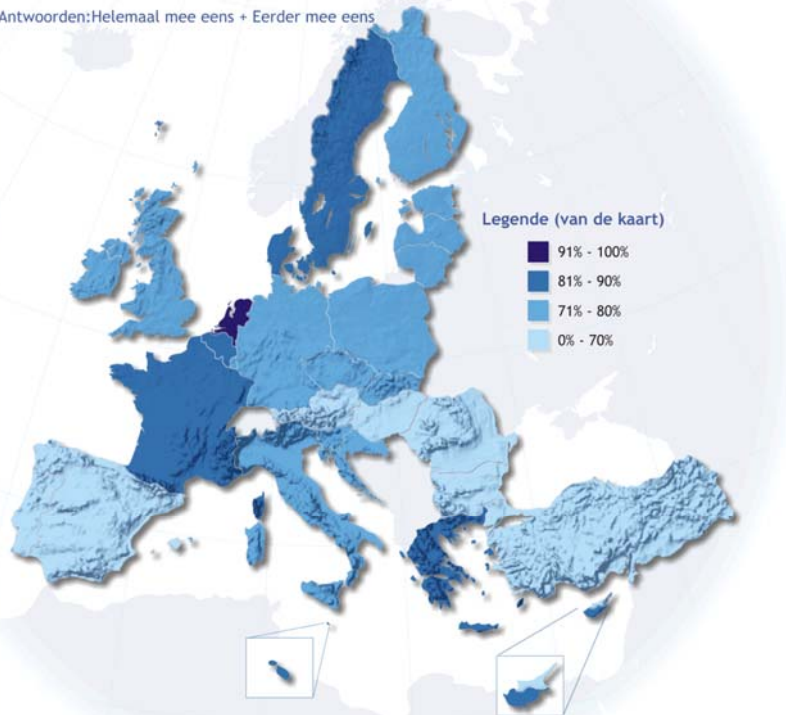 Antwoorden:Helemaal mee eens + Eerder mee eens
Legende (van de kaart)
91% - 100%
81% - 90%
71% - 80%
0% - 70%